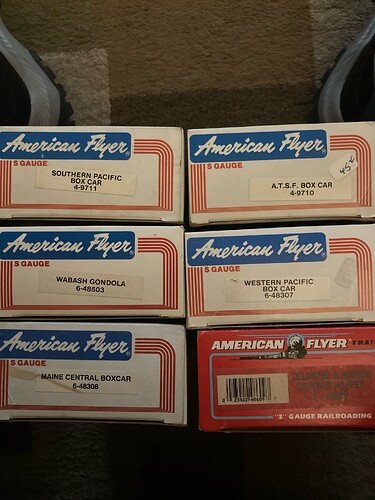 American Flyer
S GAUGE
SOUTHERN PACIFIC
BOX CAR
4-9711
American Flyer
S GAUGE
45¢
A.T.S.F. BOX CAR
4-9710
American Flyer
S GAUGE
WABASH GONDOLA
6-48503
American Flyer
S GAUGE
WESTERN PACIFIC
BOX CAR
6-48307
American Flyer
S GAUGE
MAINE CENTRAL BOXCAR
6-48308
AMERICAN FLYER TRAI
"S" GAUGE RAILROADING